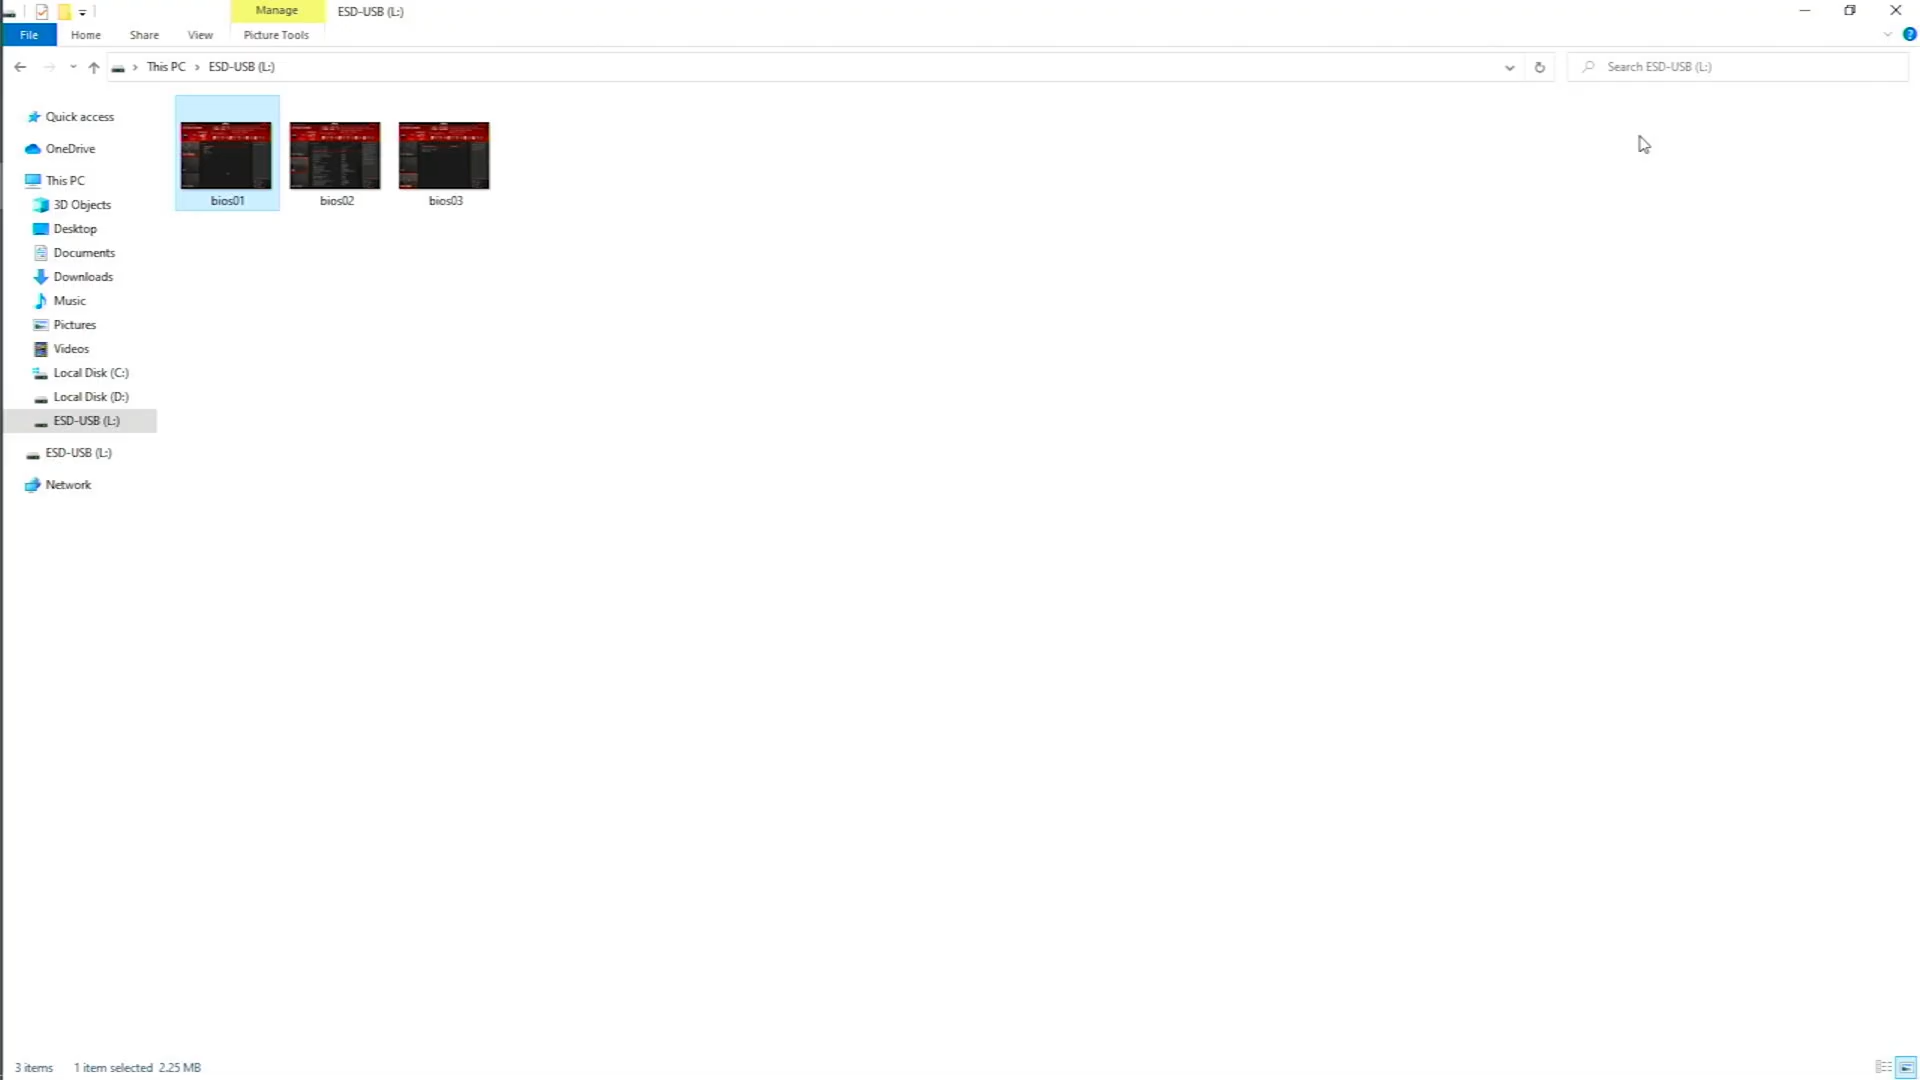 Manage
ESD-USB (L:)
File
Home
Share
View
Picture Tools
This PC
ESD-USB (L:)
Search ESD-USB (L:)
Quick access
OneDrive
This PC
3D Objects
Desktop
Documents
Downloads
Music
Pictures
Videos
Local Disk (C:)
Local Disk (D:)
ESD-USB (L:)
ESD-USB (L:)
Network
bios01
bios02
bios03
3 items
1 item selected 2.25 MB